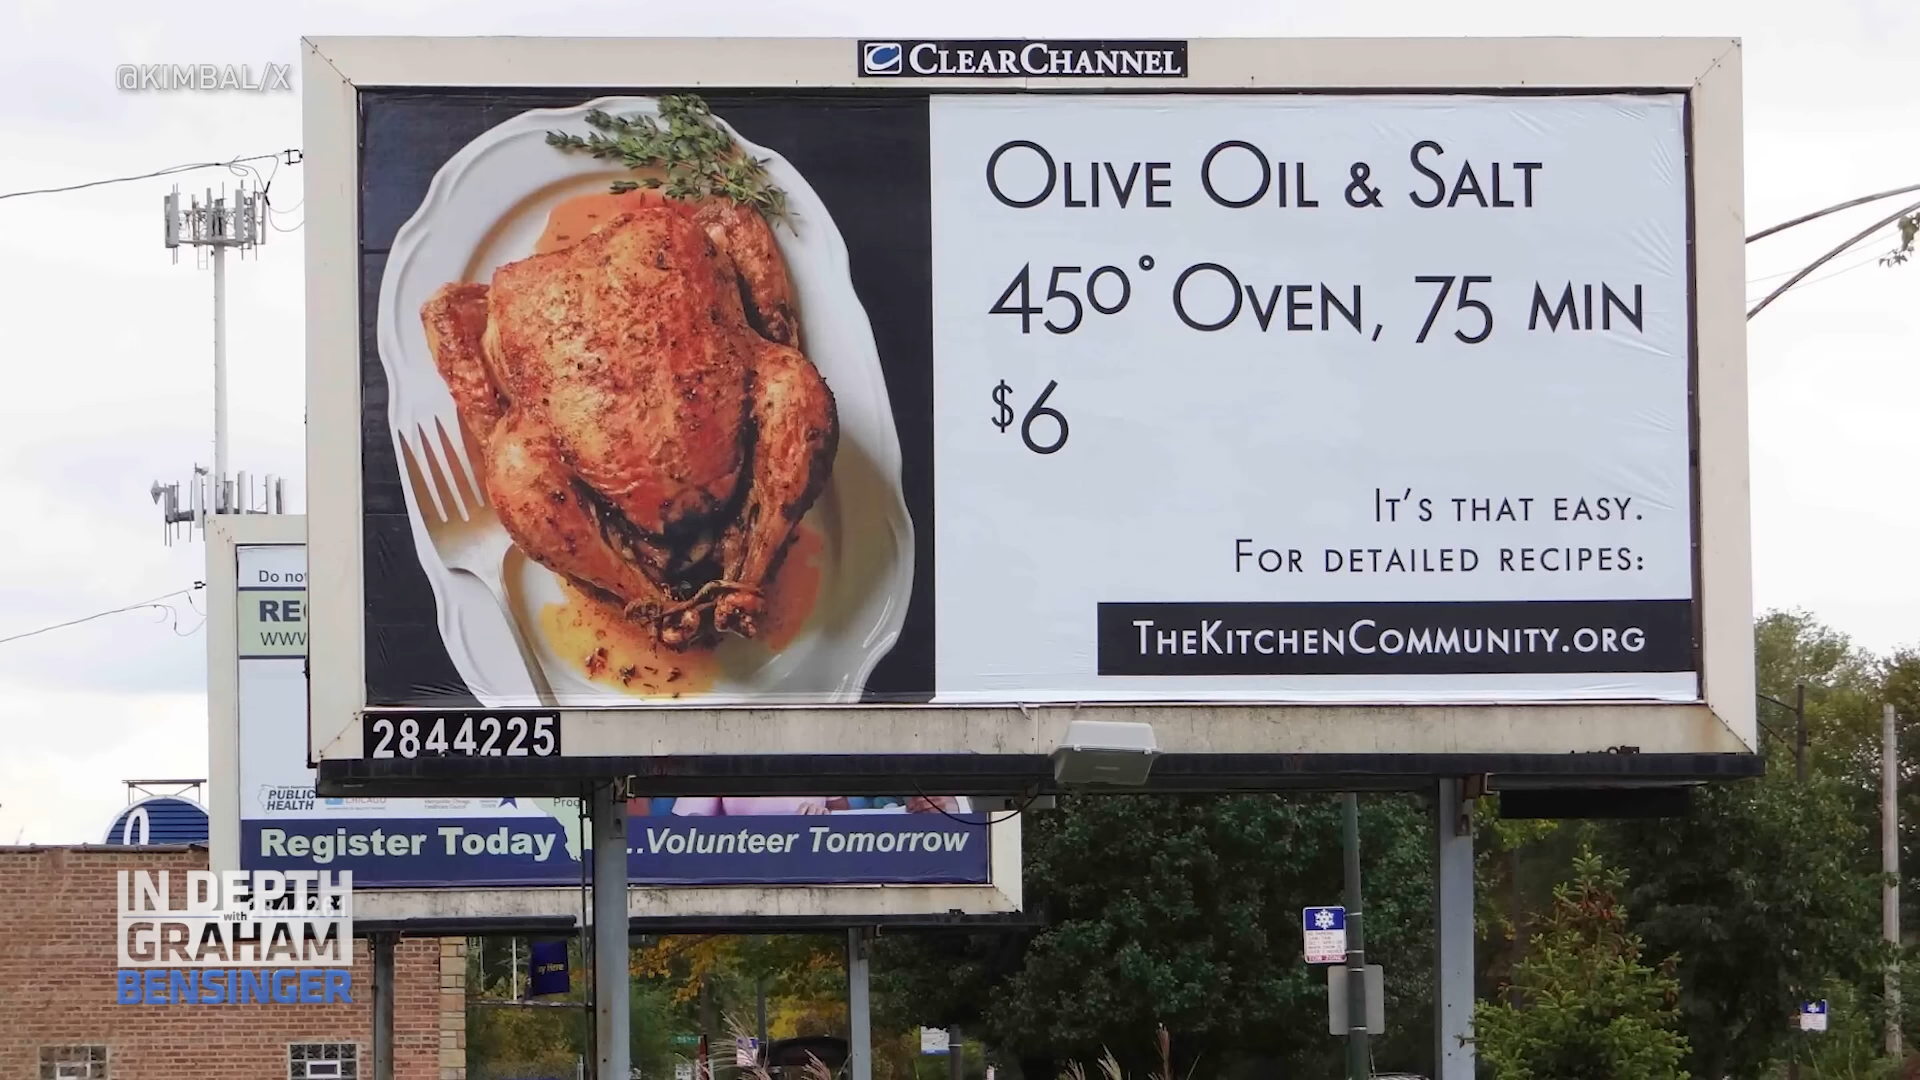 @KIMBAL/X
CLEARCHANNEL
OLIVE OIL & SALT
450° OVEN, 75 MIN
$6
IT'S THAT EASY.
FOR DETAILED RECIPES:
THEKITCHENCOMMUNITY.ORG
2844225
Do not
RE
WWW
PUBLIC
HEALTH
CHICAGO
Register Today ...Volunteer Tomorrow
IN DEPTH
with
GRAHAM
BENSINGER